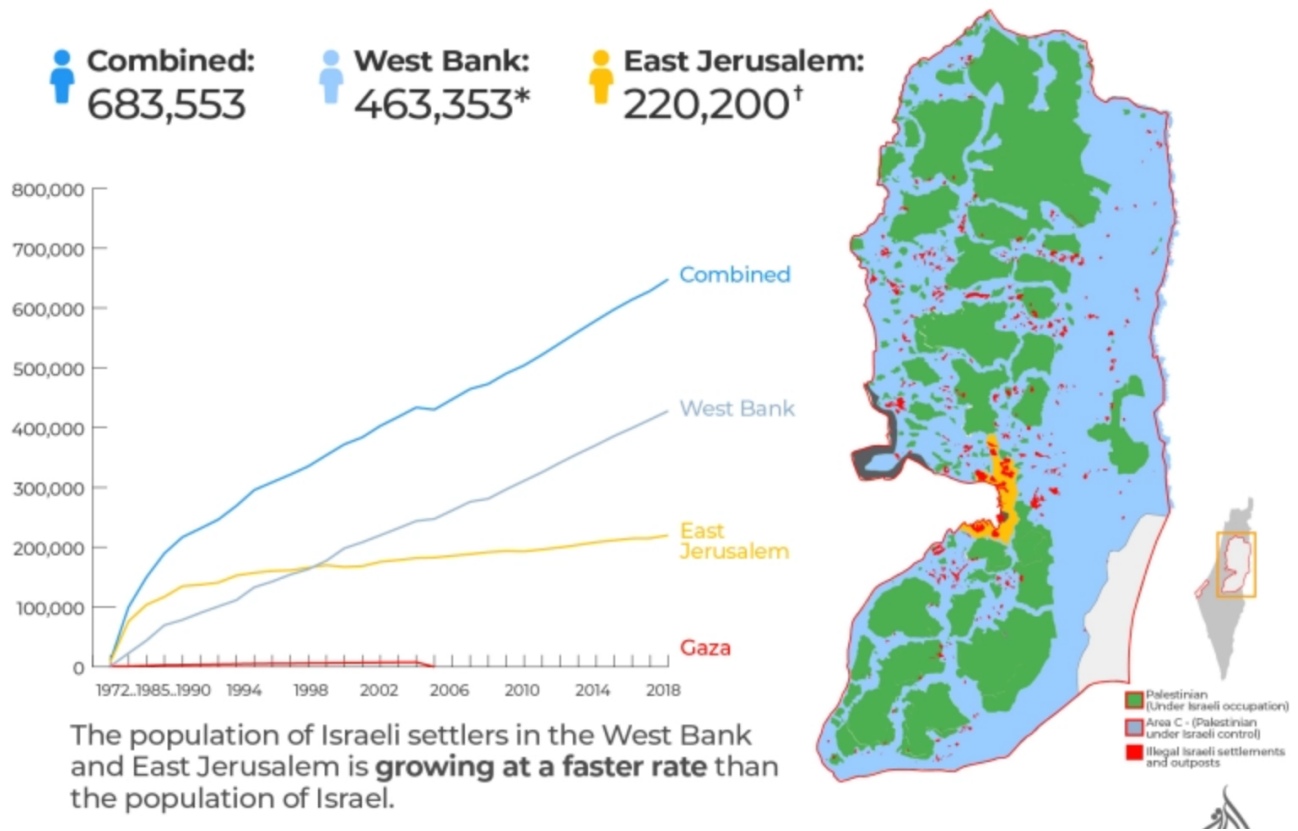 Combined:
683,553
West Bank:
463,353*
East Jerusalem:
220,200†
800,000
700,000
600,000
500,000
400,000
300,000
200,000
100,000
0
Combined
West Bank
East
Jerusalem
Gaza
1972..1985..1990 1994 1998 2002 2006 2010 2014 2018
The population of Israeli settlers in the West Bank
and East Jerusalem is growing at a faster rate than
the population of Israel.
Palestinian
(Under Israeli occupation)
Area C - (Palestinian
under Israeli control)
Illegal Israeli settlements
and outposts